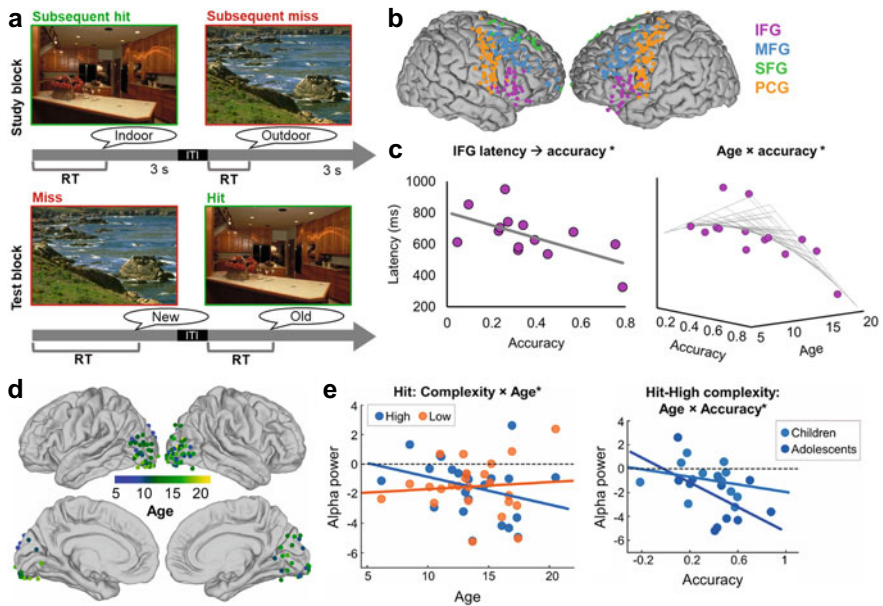 a
Subsequent hit
Subsequent miss
Study block
Indoor
Outdoor
ITI
3 s
3 s
RT
RT
Miss
Hit
Test block
New
Old
ITI
RT
RT
b
IFG
MFG
SFG
PCG
c
IFG latency → accuracy *
Latency (ms)
1000
800
600
400
200
0
0.2
0.4
0.6
0.8
Accuracy
Age × accuracy *
0.2
0.4
0.6
0.8
Accuracy
5
10
15
20
Age
d
5 10 15 20
Age
e
Hit: Complexity × Age*
High
Low
Alpha power
4
2
0
-2
-4
-6
5
10
15
20
Age
Hit-High complexity:
Age × Accuracy*
Children
Adolescents
Alpha power
4
2
0
-2
-4
-6
-0.2
0.2
0.6
1
Accuracy